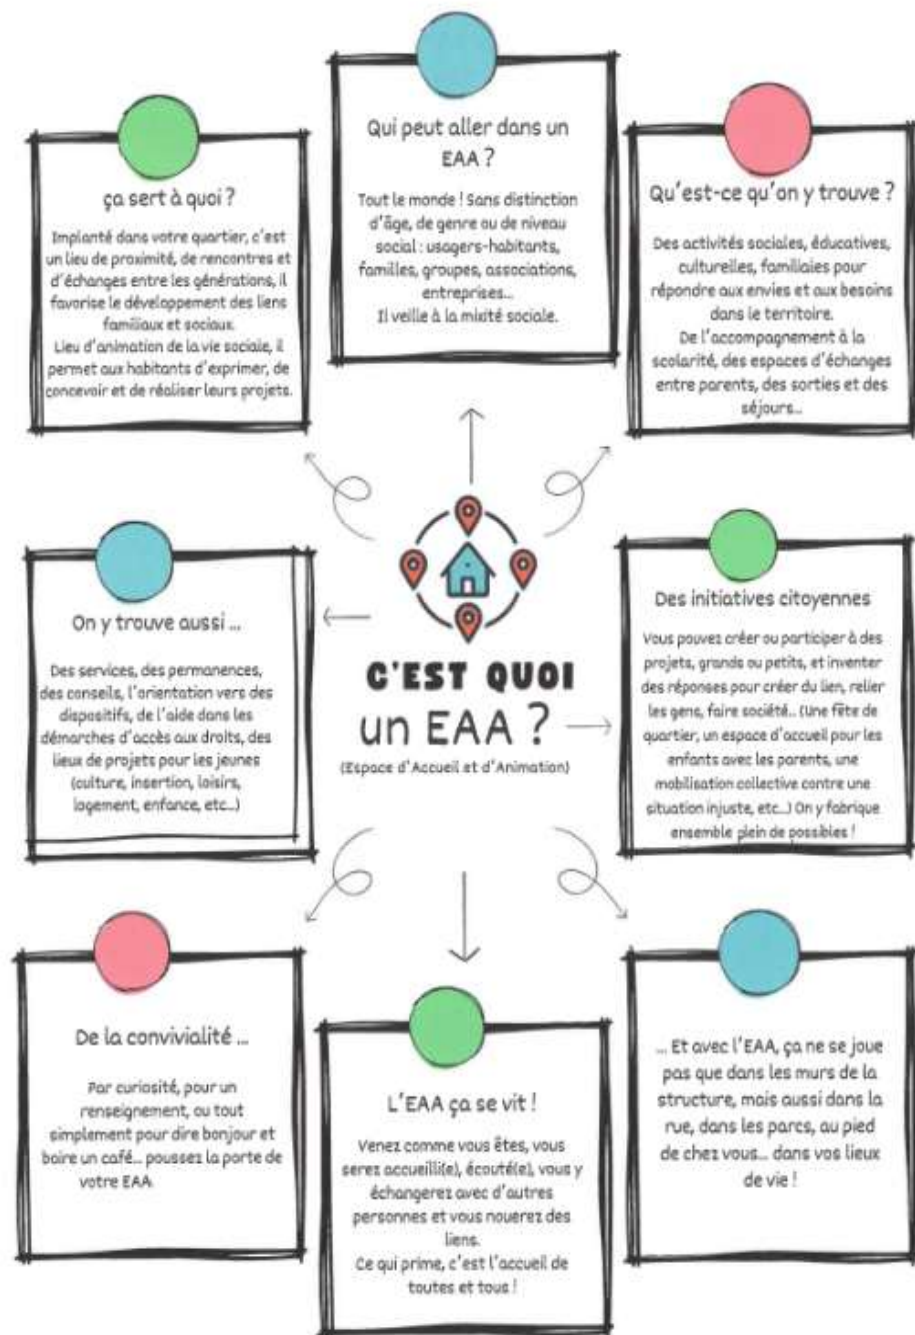 Qui peut aller dans un
EAA ?
Tout le monde ! Sans distinction
d'âge, de genre ou de niveau
social : usagers-habitants,
familles, groupes, associations,
entreprises...
Il veille à la mixité sociale.
ça sert à quoi ?
Implanté dans votre quartier, c'est
un lieu de proximité, de rencontres et
d'échanges entre les générations, il
favorise le développement des liens
familiaux et sociaux.
Lieu d'animation de la vie sociale, il
permet aux habitants d'exprimer, de
concevoir et de réaliser leurs projets.
Qu'est-ce qu'on y trouve ?
Des activités sociales, éducatives,
culturelles, familiales pour
répondre aux envies et aux besoins
dans le territoire.
De l'accompagnement à la
scolarité, des espaces d'échanges
entre parents, des sorties et des
séjours...
On y trouve aussi ...
Des services, des permanences,
des conseils, l'orientation vers des
dispositifs, de l'aide dans les
démarches d'accès aux droits, des
lieux de projets pour les jeunes
(culture, insertion, loisirs,
logement, enfance, etc...)
C'EST QUOI
un EAA ?
(Espace d'Accueil et d'Animation)
Des initiatives citoyennes
Vous pouvez créer ou participer à des
projets, grands ou petits, et inventer
des réponses pour créer du lien, relier
les gens, faire société... (Une fête de
quartier, un espace d'accueil pour les
enfants avec les parents, une
mobilisation collective contre une
situation injuste, etc...) On y fabrique
ensemble plein de possibles !
De la convivialité ...
Par curiosité, pour un
renseignement, ou tout
simplement pour dire bonjour et
boire un café... poussez la porte de
votre EAA.
L'EAA ça se vit !
Venez comme vous êtes, vous
serez accueilli(e), écouté(e), vous y
échangerez avec d'autres
personnes et vous nouerez des
liens.
Ce qui prime, c'est l'accueil de
toutes et tous !
... Et avec l'EAA, ça ne se joue
pas que dans les murs de la
structure, mais aussi dans la
rue, dans les parcs, au pied
de chez vous... dans vos lieux
de vie !